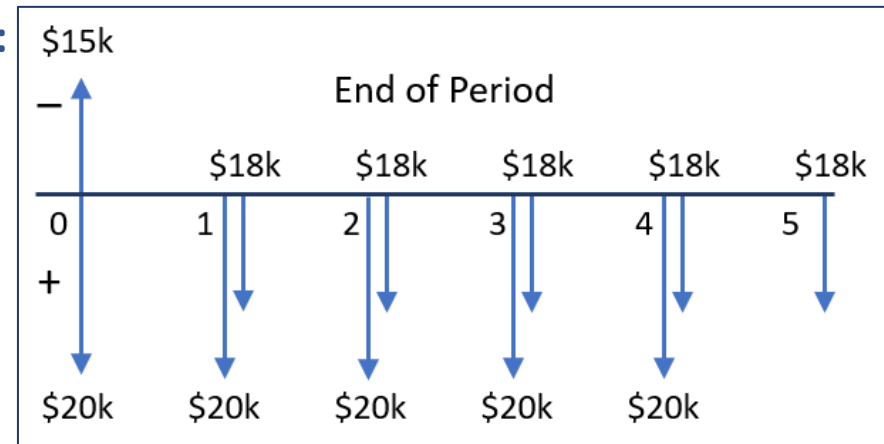 :
$15k
−
End of Period
$18k $18k $18k $18k $18k
0 1 2 3 4 5
+
$20k $20k $20k $20k $20k